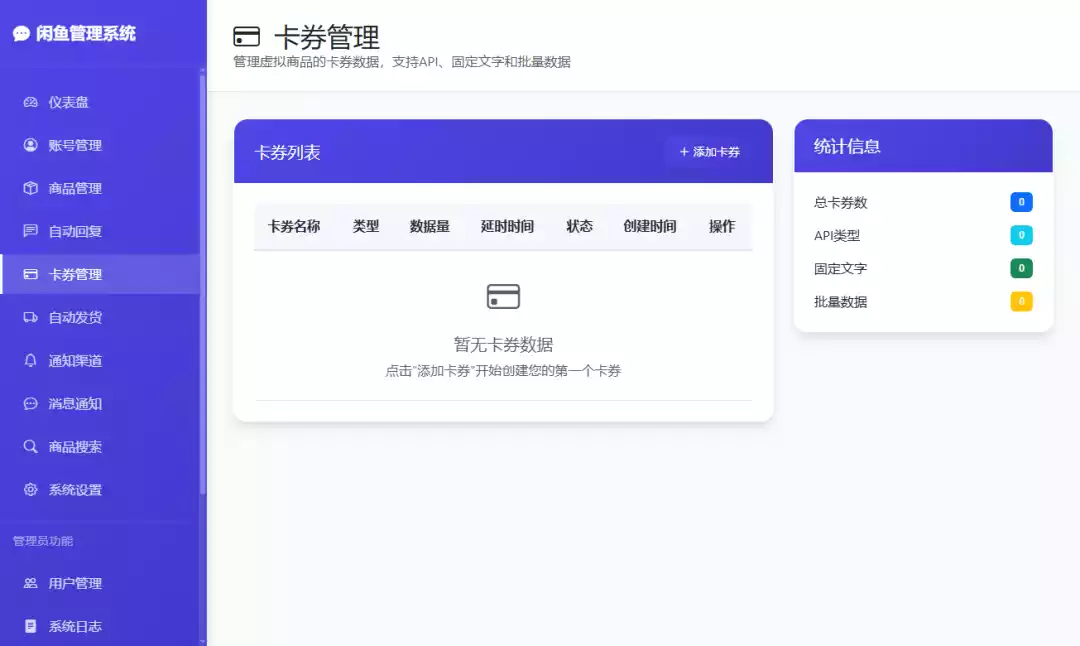 闲鱼管理系统
仪表盘
账号管理
商品管理
自动回复
卡券管理
自动发货
通知渠道
消息通知
商品搜索
系统设置
管理员功能
用户管理
系统日志
卡券管理
管理虚拟商品的卡券数据，支持API、固定文字和批量数据
卡券列表
+ 添加卡券
卡券名称 类型 数据量 延时时间 状态 创建时间 操作
暂无卡券数据
点击"添加卡券"开始创建您的第一个卡券
统计信息
总卡券数 0
API类型 0
固定文字 0
批量数据 0